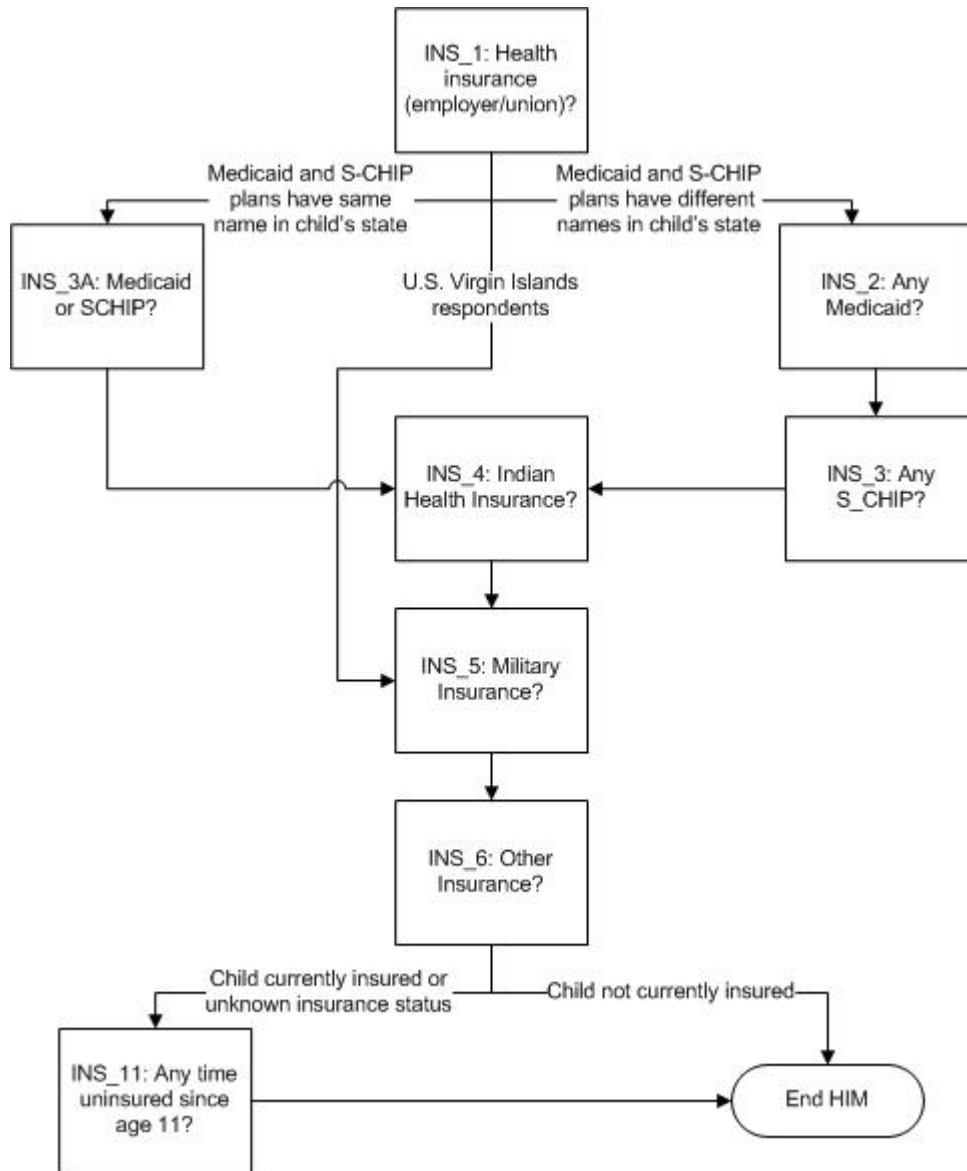 INS_1: Health
insurance
(employer/union)?
Medicaid and S-CHIP
plans have same
name in child's state
Medicaid and S-CHIP
plans have different
names in child's state
INS_3A: Medicaid
or SCHIP?
U.S. Virgin Islands
respondents
INS_2: Any
Medicaid?
INS_4: Indian
Health Insurance?
INS_3: Any
S_CHIP?
INS_5: Military
Insurance?
INS_6: Other
Insurance?
Child currently insured or
unknown insurance status
Child not currently insured
INS_11: Any time
uninsured since
age 11?
End HIM